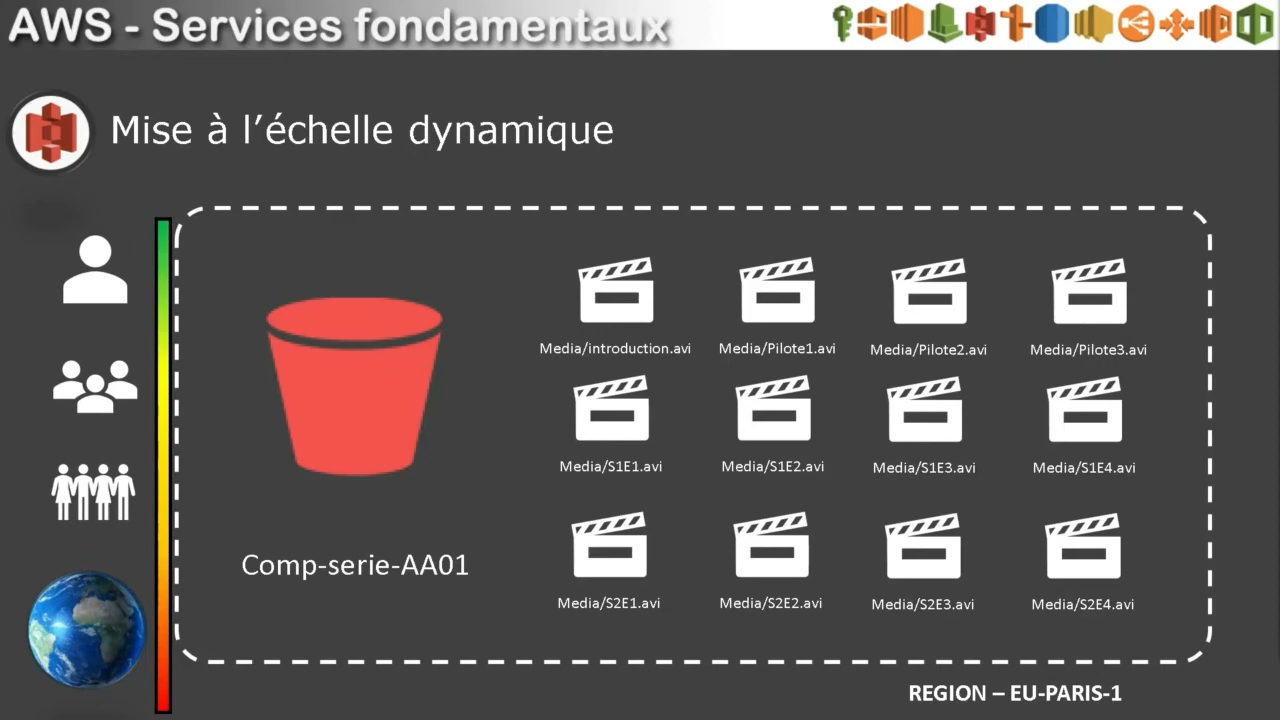 AWS - Services fondamentaux
Mise à l’échelle dynamique
Media/introduction.avi
Media/Pilote1.avi
Media/Pilote2.avi
Media/Pilote3.avi
Media/S1E1.avi
Media/S1E2.avi
Media/S1E3.avi
Media/S1E4.avi
Comp-serie-AA01
Media/S2E1.avi
Media/S2E2.avi
Media/S2E3.avi
Media/S2E4.avi
REGION – EU-PARIS-1